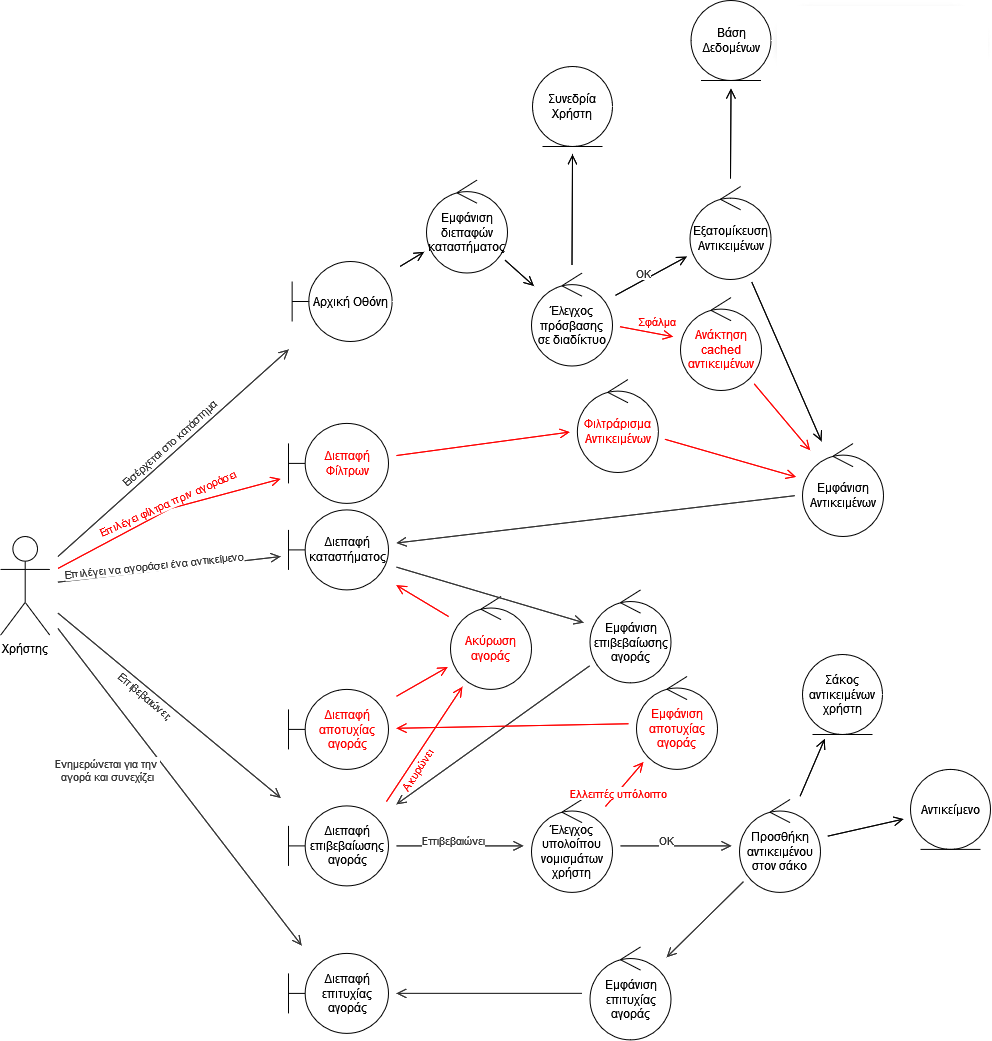 Βάση
Δεδομένων
Συνεδρία
Χρήστη
Εμφάνιση
διεπαφών
καταστήματος
Εξατομίκευση
Αντικειμένων
OK
Αρχική Οθόνη
Έλεγχος
πρόσβασης
σε διαδίκτυο
Σφάλμα
Ανάκτηση
cached
αντικειμένων
Εισέρχεται στο κατάστημα
Διεπαφή
Φίλτρων
Φιλτράρισμα
Αντικειμένων
Επιλέγει φίλτρα πριν αγοράσει
Εμφάνιση
Αντικειμένων
Διεπαφή
καταστήματος
Επιλέγει να αγοράσει ένα αντικείμενο
Χρήστης
Ακύρωση
αγοράς
Εμφάνιση
επιβεβαίωσης
αγοράς
Επιβεβαιώνει
Σάκος
αντικειμένων
χρήστη
Διεπαφή
αποτυχίας
αγοράς
Εμφάνιση
αποτυχίας
αγοράς
Ενημερώνεται για την
αγορά και συνεχίζει
Ακυρώνει
Ελλειπές υπόλοιπο
Αντικείμενο
Διεπαφή
επιβεβαίωσης
αγοράς
Επιβεβαιώνει
Έλεγχος
υπολοίπου
νομισμάτων
χρήστη
OK
Προσθήκη
αντικειμένου
στον σάκο
Διεπαφή
επιτυχίας
αγοράς
Εμφάνιση
επιτυχίας
αγοράς